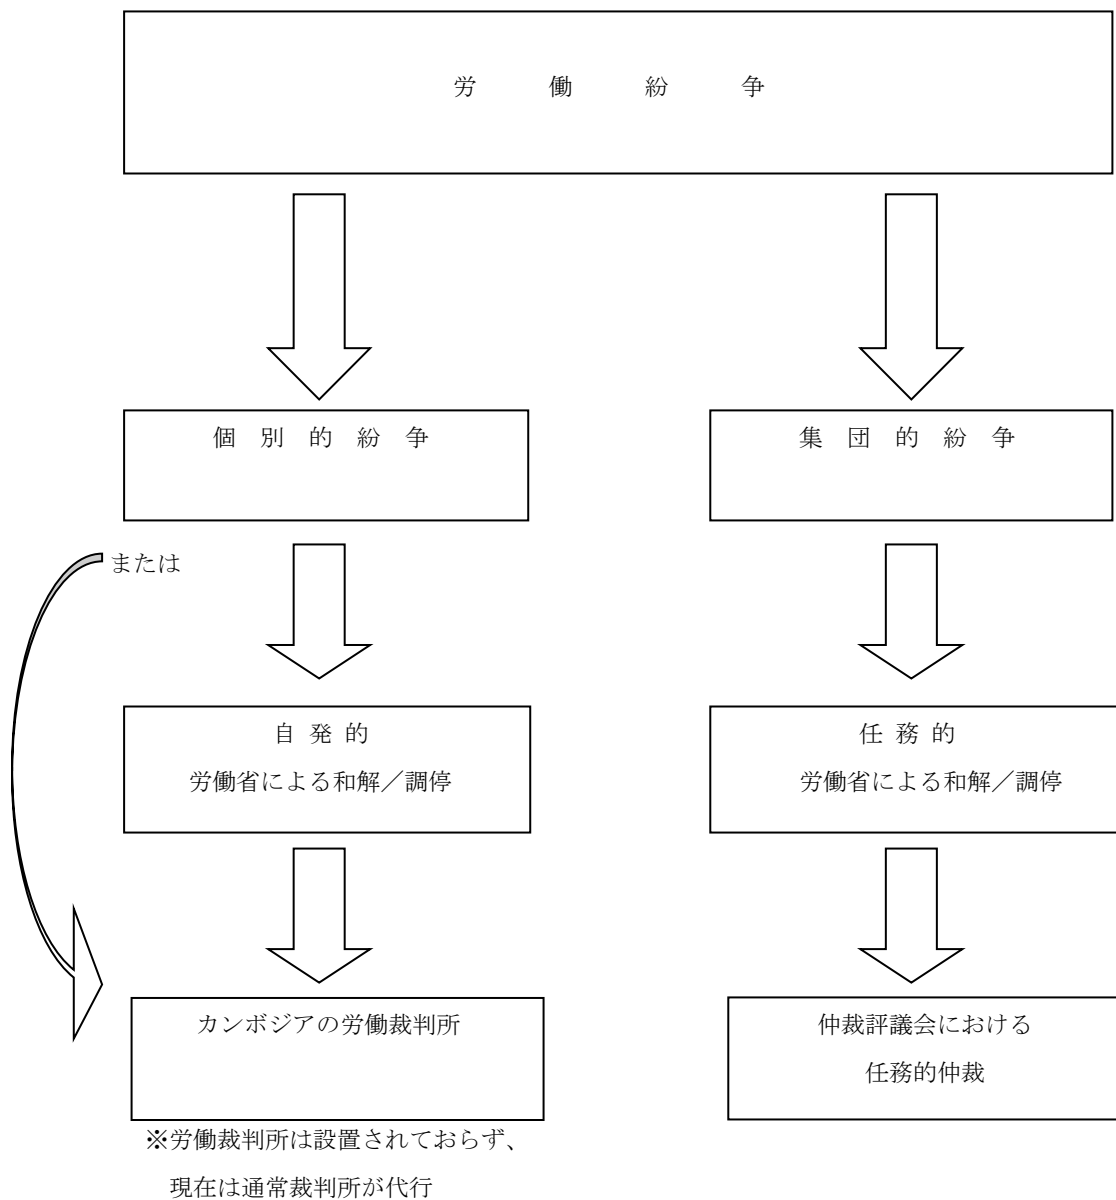 労働紛争
個別的紛争
集団的紛争
または
自発的
労働省による和解／調停
任務的
労働省による和解／調停
カンボジアの労働裁判所
仲裁評議会における
任務的仲裁
※労働裁判所は設置されておらず、
現在は通常裁判所が代行